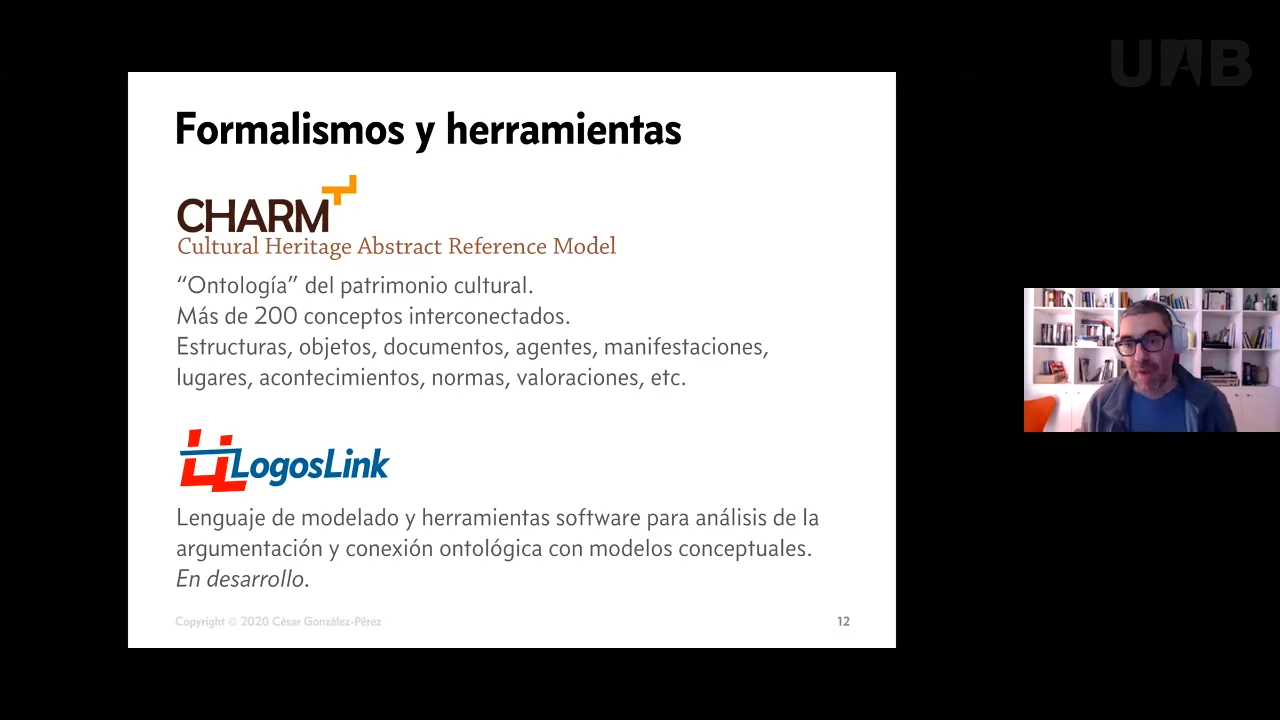 UAB
Formalismos y herramientas
CHARM
Cultural Heritage Abstract Reference Model
“Ontología” del patrimonio cultural.
Más de 200 conceptos interconectados.
Estructuras, objetos, documentos, agentes, manifestaciones,
lugares, acontecimientos, normas, valoraciones, etc.
LogosLink
Lenguaje de modelado y herramientas software para análisis de la
argumentación y conexión ontológica con modelos conceptuales.
En desarrollo.
Copyright © 2020 César González-Pérez
12